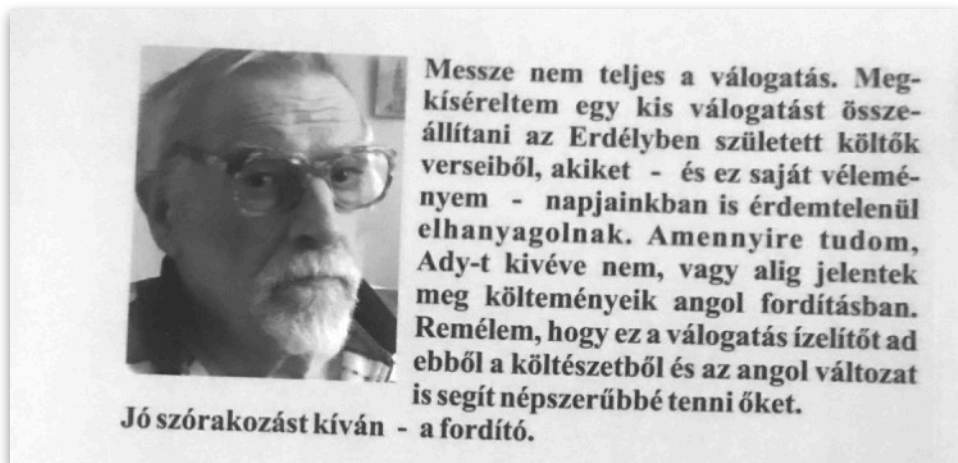 Messze nem teljes a válogatás. Meg-
kíséreltem egy kis válogatást össze-
állítani az Erdélyben született költők
verseiből, akiket - és ez saját vélemé-
nyem - napjainkban is érdemtelenül
elhanyagolnak. Amennyire tudom,
Ady-t kivéve nem, vagy alig jelentek
meg költeményeik angol fordításban.
Remélem, hogy ez a válogatás ízelítőt ad
ebből a költészetből és az angol változat
is segít népszerűbbé tenni őket.
Jó szórakozást kíván - a fordító.